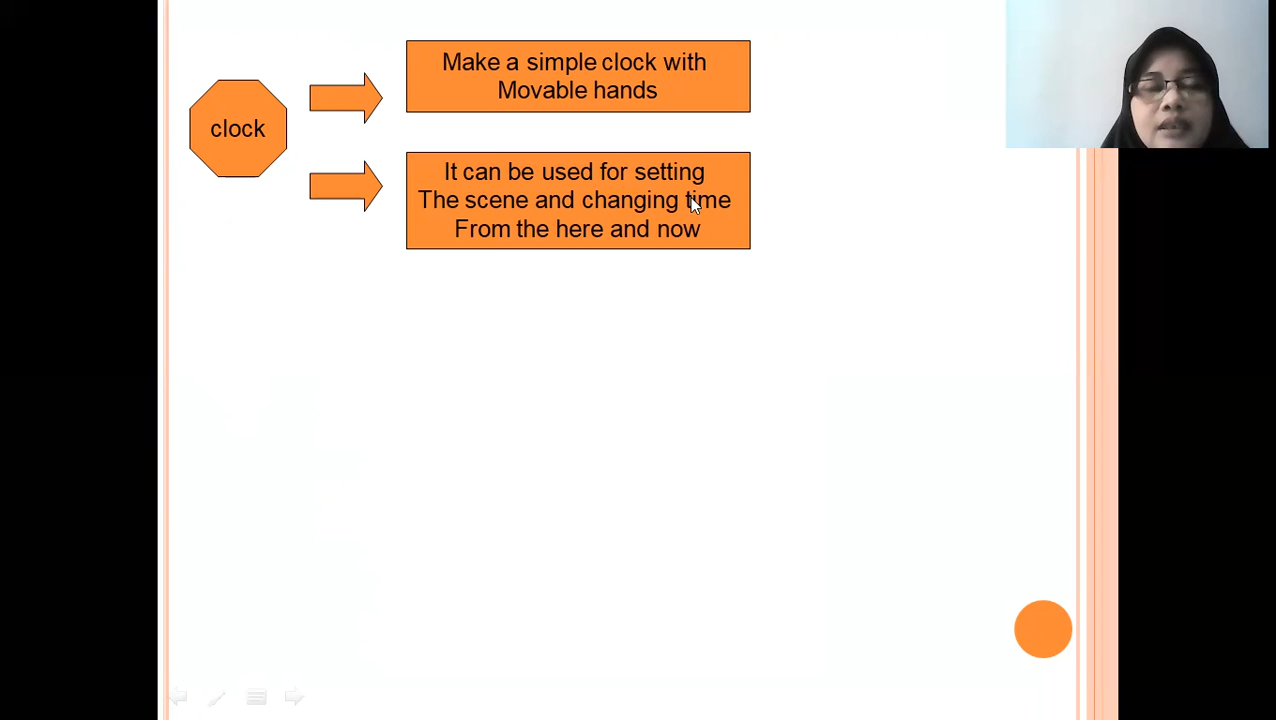 clock
Make a simple clock with
Movable hands
It can be used for setting
The scene and changing time
From the here and now